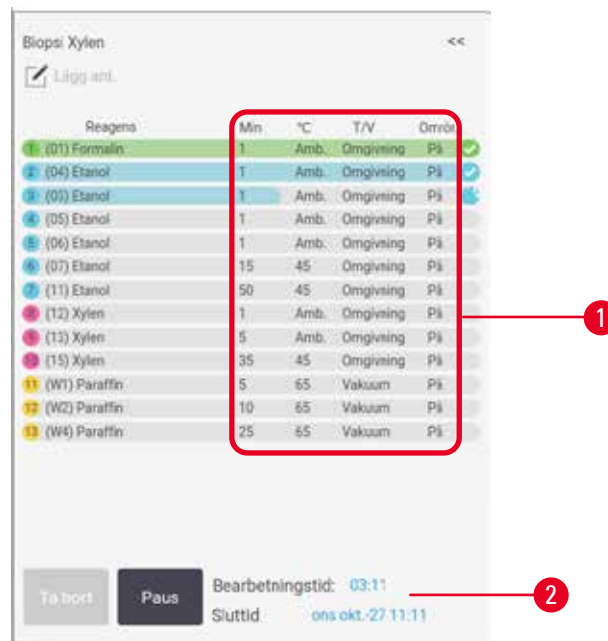 Biopsi Xylen <<
Lägg ant.
Reagens Min °C T/V Områ
1 (01) Formalin 1 Amb. Omgivning På
2 (04) Etanol 1 Amb. Omgivning På
3 (03) Etanol 1 Amb. Omgivning På
4 (05) Etanol 1 Amb. Omgivning På
5 (06) Etanol 1 Amb. Omgivning På
6 (07) Etanol 15 45 Omgivning På
7 (11) Etanol 50 45 Omgivning På
8 (12) Xylen 1 Amb. Omgivning På
9 (13) Xylen 5 Amb. Omgivning På
10 (15) Xylen 35 45 Omgivning På
11 (W1) Paraffin 5 65 Vakuum På
12 (W2) Paraffin 10 65 Vakuum På
13 (W4) Paraffin 25 65 Vakuum På
1
Ta bort Paus Bearbetningstid: 03:11
Sluttid ons okt.-27 11:11
2